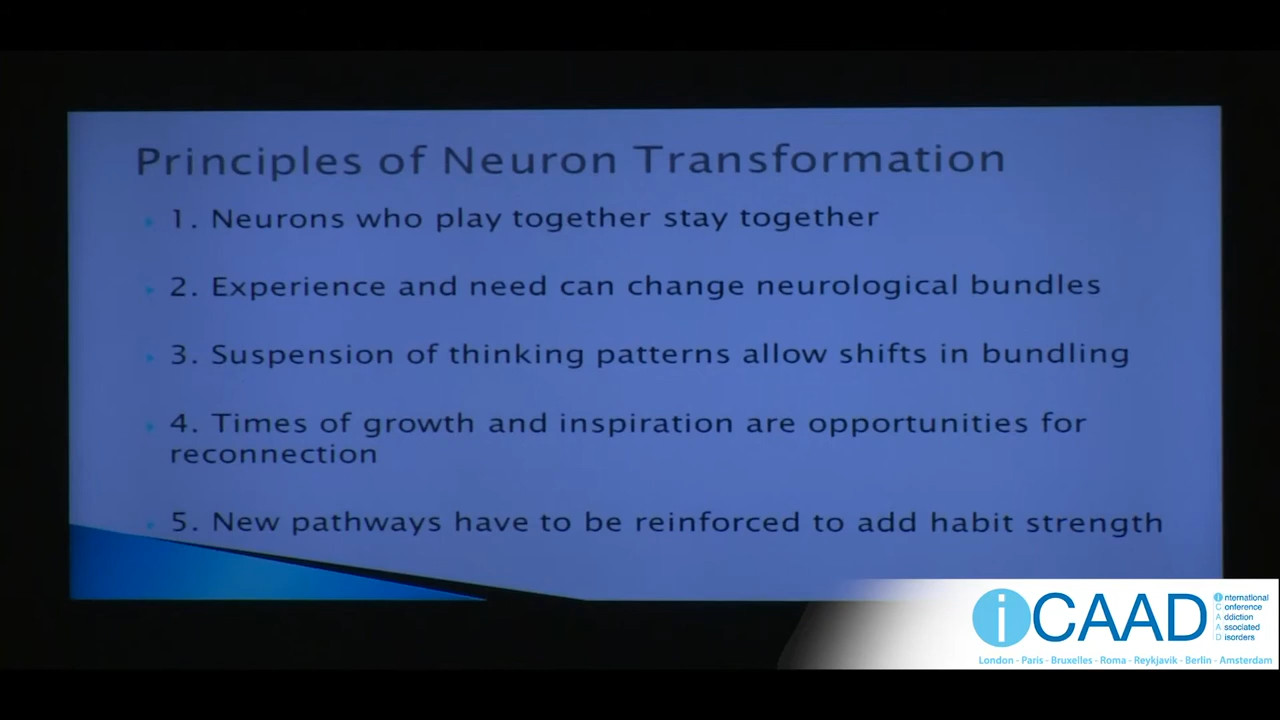 Principles of Neuron Transformation
1. Neurons who play together stay together
2. Experience and need can change neurological bundles
3. Suspension of thinking patterns allow shifts in bundling
4. Times of growth and inspiration are opportunities for
reconnection
5. New pathways have to be reinforced to add habit strength
iCAAD
international
Conference
Addiction
Associated
Disorders
London - Paris - Bruxelles - Roma - Reykjavik - Berlin - Amsterdam